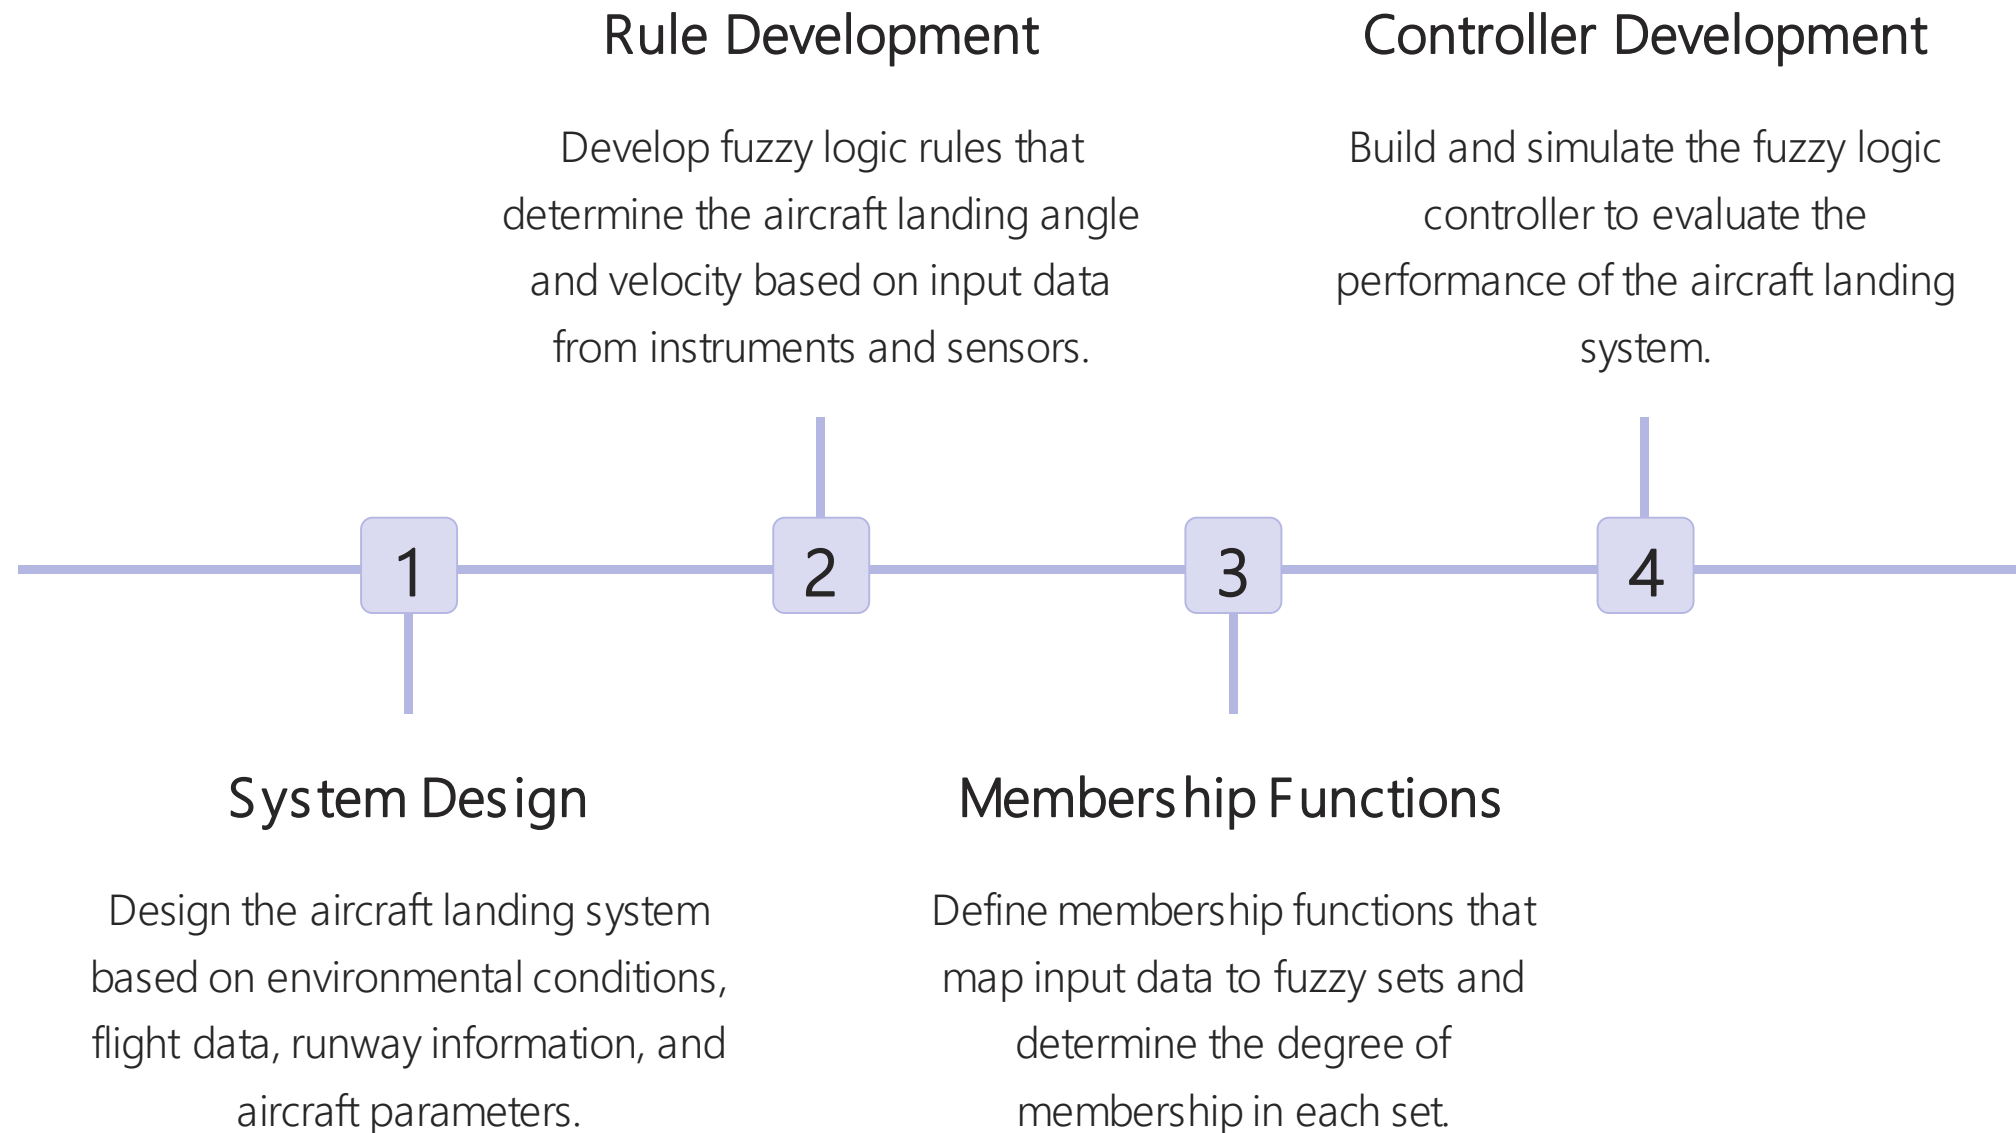 Rule Development
Develop fuzzy logic rules that
determine the aircraft landing angle
and velocity based on input data
from instruments and sensors.
Controller Development
Build and simulate the fuzzy logic
controller to evaluate the
performance of the aircraft landing
system.
1
2
3
4
System Design
Design the aircraft landing system
based on environmental conditions,
flight data, runway information, and
aircraft parameters.
Membership Functions
Define membership functions that
map input data to fuzzy sets and
determine the degree of
membership in each set.